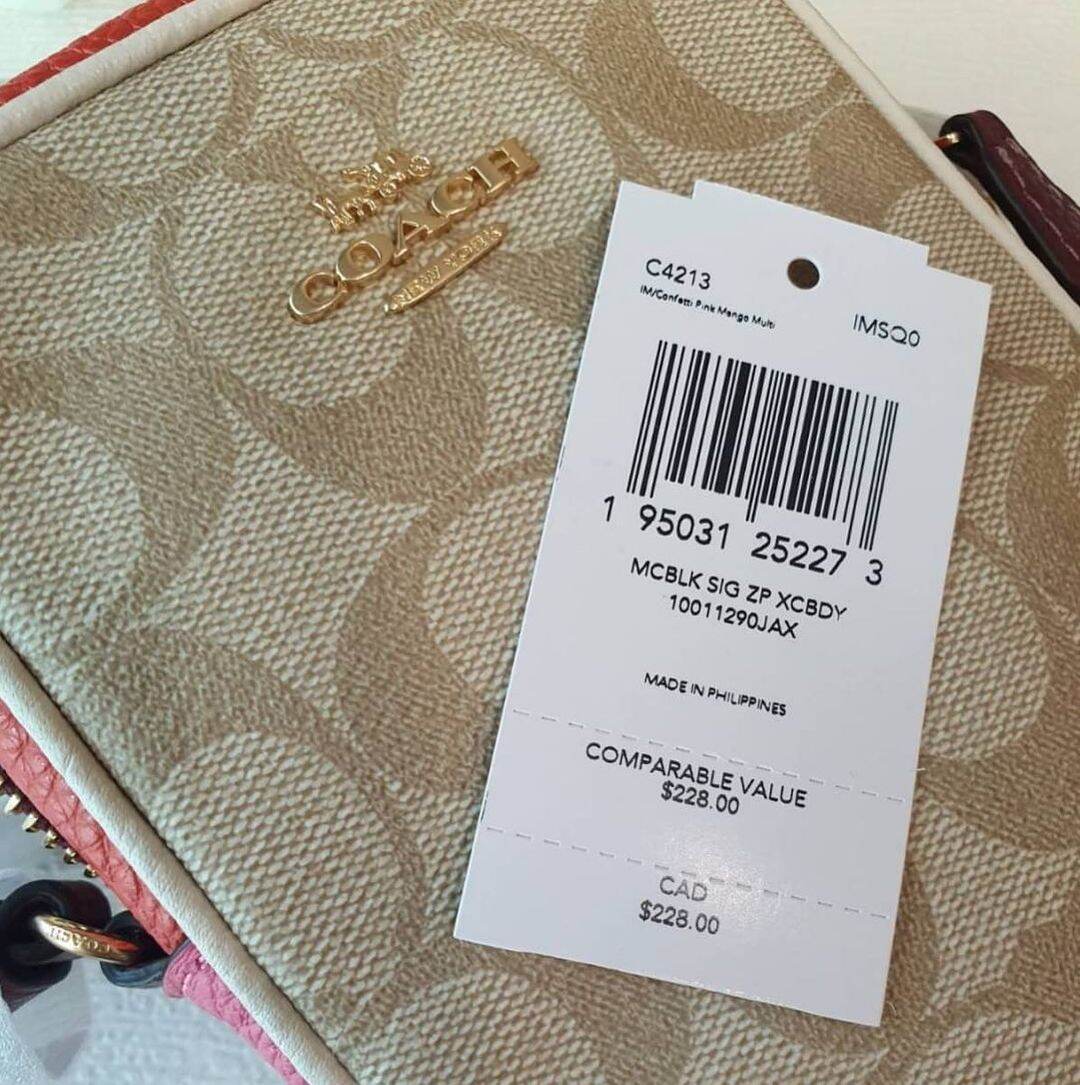 COACH
NEW YORK
C4213
IM/Confetti Pink Mango Multi
IMSQ0
1 95031 25227 3
MCBLK SIG ZP XCBDY
10011290JAX
MADE IN PHILIPPINES
COMPARABLE VALUE
$228.00
CAD
$228.00
COACH